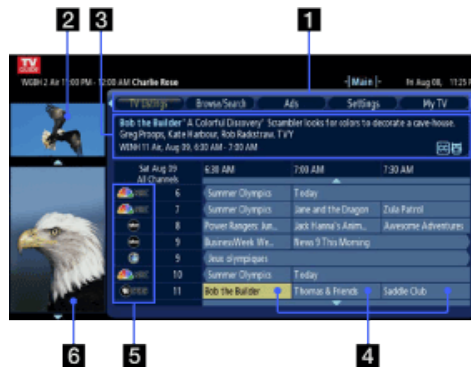 2 3 1
TV
GUIDE
WGBH 2 Air 11:00 PM - 12:00 AM Charlie Rose -| Main |- Fri Aug 08, 11:25 P
TV Listings Browse/Search Ads Settings My TV
Bob the Builder "A Colorful Discovery" Scrambler looks for colors to decorate a cave-house.
Greg Proops, Kate Harbour, Rob Rackstraw. TVY
WENH 11 Air, Aug 09, 6:30 AM - 7:00 AM CC
Sat Aug 09 6:30 AM 7:00 AM 7:30 AM
All Channels
6 Summer Olympics Today
7 Summer Olympics Jane and the Dragon Zula Patrol
8 Power Rangers: Jun... Jack Hanna's Anim... Awesome Adventures
9 BusinessWeek We... News 9 This Morning
9 Jeux olympiques
10 Summer Olympics Today
11 Bob the Builder Thomas & Friends Saddle Club
6 5 4